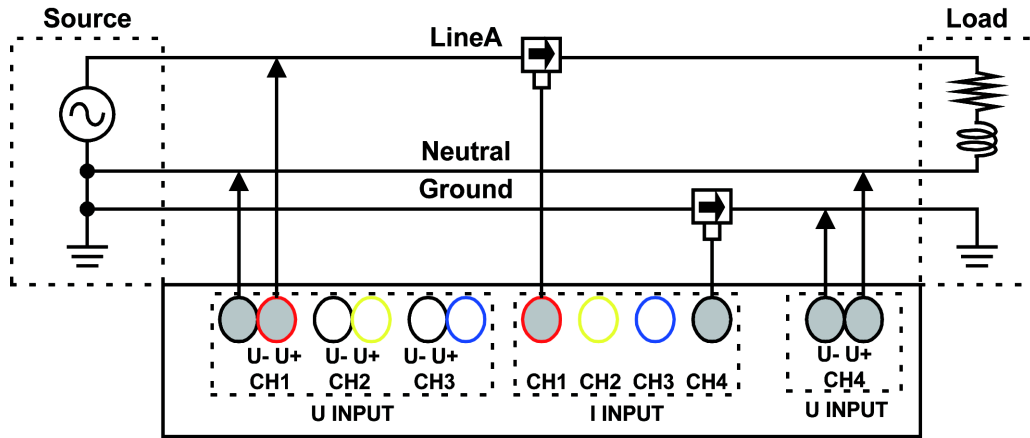 Source
Load
LineA
Neutral
Ground
U- U+ U- U+ U- U+ U- U+
CH1 CH2 CH3 CH1 CH2 CH3 CH4 CH4
U INPUT I INPUT U INPUT